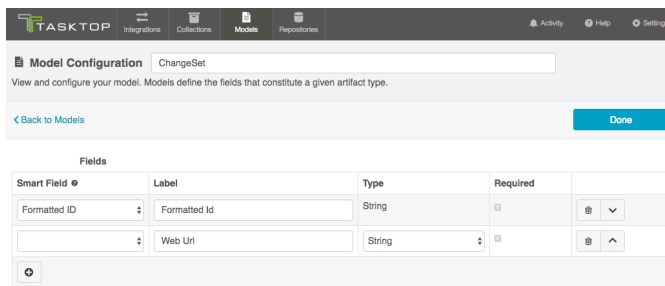 TASKTOP Integrations Collections Models Repositories Activity Help Setting
Model Configuration ChangeSet
View and configure your model. Models define the fields that constitute a given artifact type.
Back to Models Done
Fields
Smart Field Label Type Required
Formatted ID Formatted Id String
Web Url String